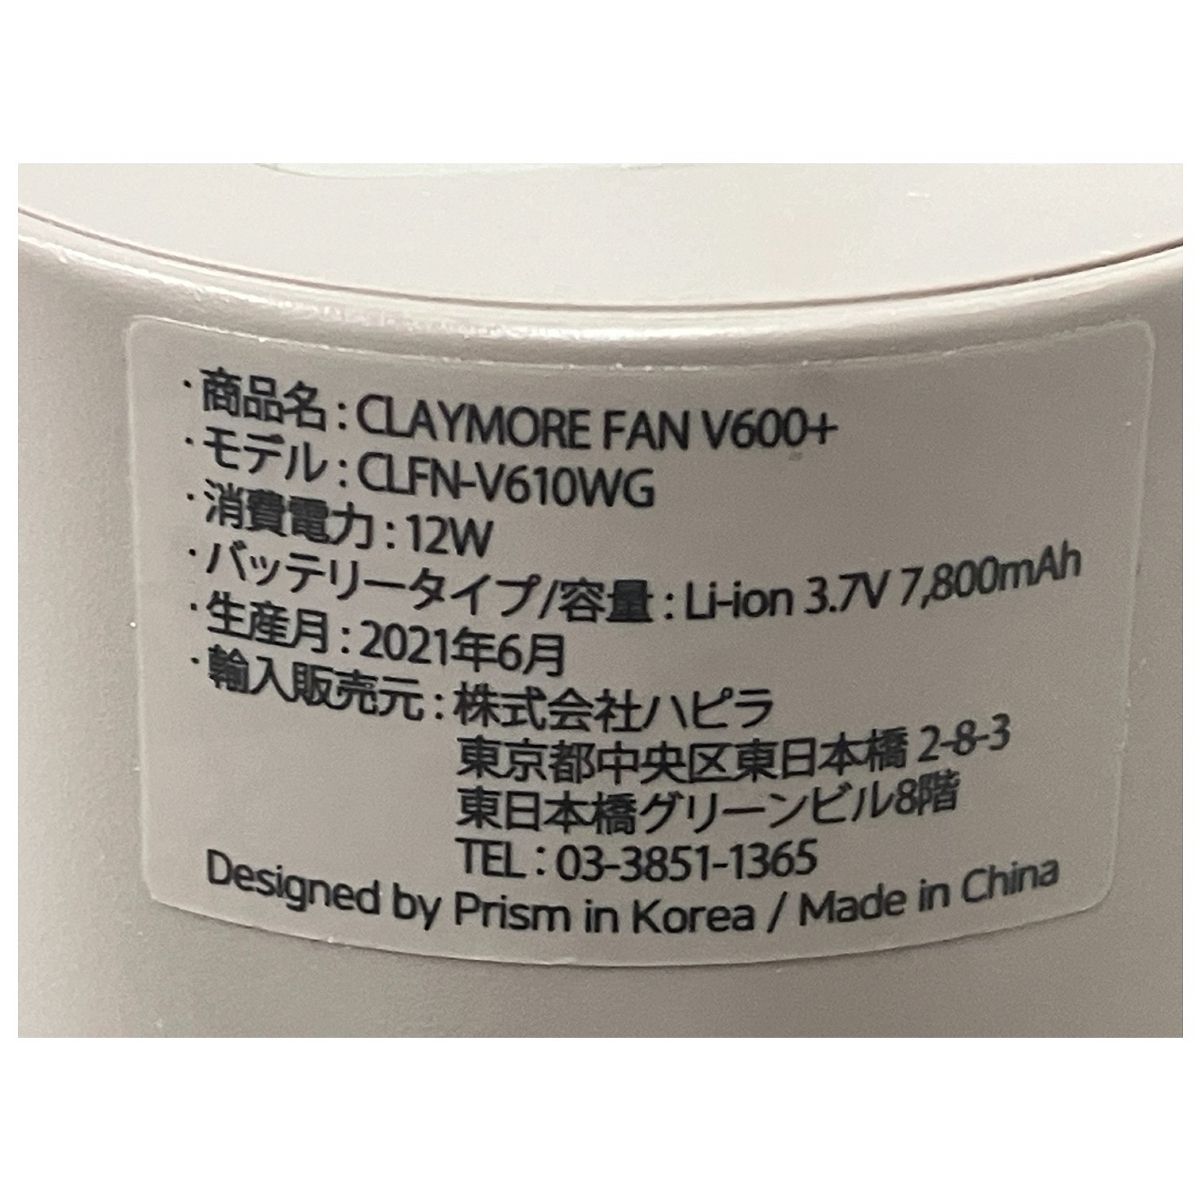 ・商品名 : CLAYMORE FAN V600+
・モデル : CLFN-V610WG
・消費電力 : 12W
・バッテリータイプ/容量 : Li-ion 3.7V 7,800mAh
・生産月 : 2021年6月
・輸入販売元 : 株式会社ハピラ
東京都中央区東日本橋 2-8-3
東日本橋グリーンビル8階
TEL : 03-3851-1365
Designed by Prism in Korea / Made in China